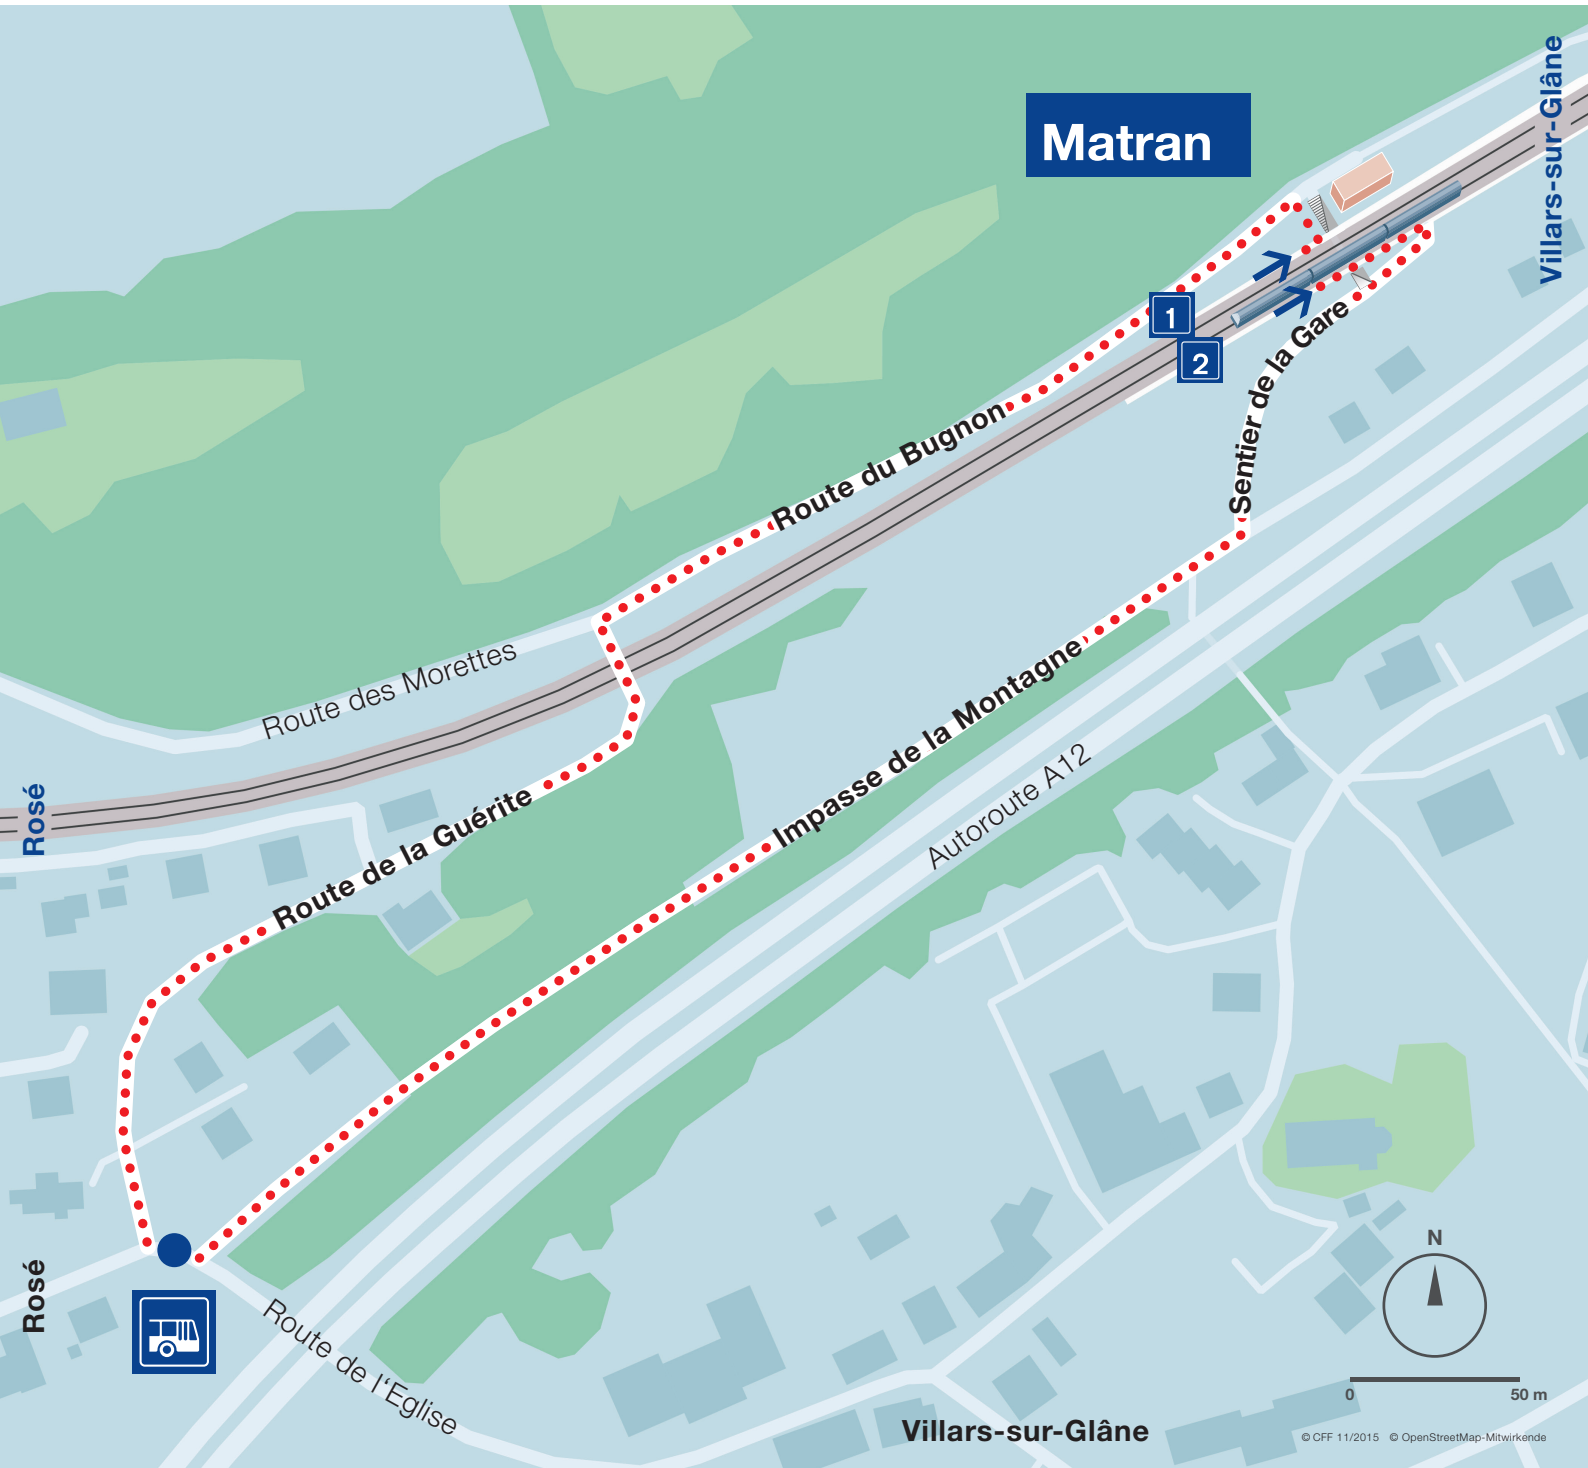 Matran
Villars-sur-Glâne
1
2
Sentier de la Gare
Route du Bugnon
Route des Morettes
Impasse de la Montagne
Autoroute A12
Rosé
Route de la Guérite
Rosé
Route de l'Eglise
Villars-sur-Glâne
N
0 50 m
© CFF 11/2015 © OpenStreetMap-Mitwirkende